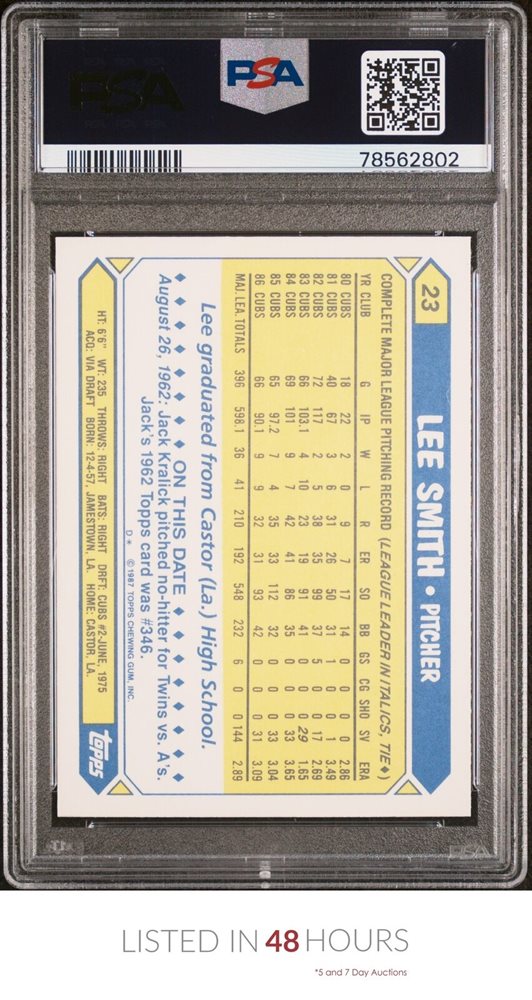 PSA
PSA
78562802
23 LEE SMITH • PITCHER
COMPLETE MAJOR LEAGUE PITCHING RECORD (LEAGUE LEADER IN ITALICS, TIE♦)
YR CLUB G IP W L R ER SO BB GS CG SHO SV ERA
80 CUBS 18 22 2 0 9 7 17 14 0 0 0 0 2.86
81 CUBS 40 67 3 6 31 26 50 31 1 0 0 1 3.49
82 CUBS 72 117 2 5 38 35 99 37 5 0 0 17 2.69
83 CUBS 66 103.1 4 10 23 19 91 41 0 0 0 29 1.65
84 CUBS 69 101 9 7 42 41 86 35 0 0 0 33 3.65
85 CUBS 65 97.2 7 4 35 33 112 32 0 0 0 33 3.04
86 CUBS 66 90.1 9 9 32 31 93 42 0 0 0 31 3.09
MAJ. LEA. TOTALS 396 598.1 36 41 210 192 548 232 6 0 0 144 2.89
Lee graduated from Castor (La.) High School.
♦ ♦ ♦ ♦ ♦ ♦ ♦ ON THIS DATE ♦ ♦ ♦ ♦ ♦ ♦ ♦
August 26, 1962: Jack Kralick pitched no-hitter for Twins vs. A's.
Jack's 1962 Topps card was #346.
D* © 1987 TOPPS CHEWING GUM, INC.
HT: 6'6" WT: 235 THROWS: RIGHT BATS: RIGHT DRFT: CUBS #2-JUNE, 1975
ACQ: VIA DRAFT BORN: 12-4-57, JAMESTOWN, LA. HOME: CASTOR, LA.
topps
PSA
LISTED IN 48 HOURS
*5 and 7 Day Auctions